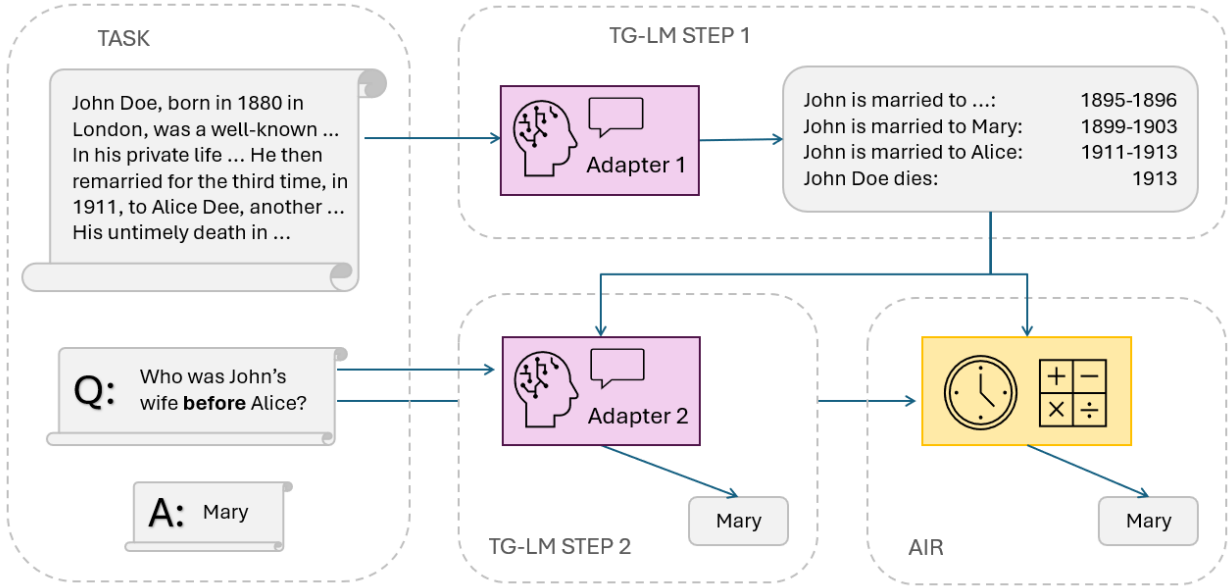 TASK
John Doe, born in 1880 in
London, was a well-known ...
In his private life ... He then
remarried for the third time, in
1911, to Alice Dee, another ...
His untimely death in ...
Q: Who was John’s
wife before Alice?
A: Mary
TG-LM STEP 1
Adapter 1
John is married to ...: 1895-1896
John is married to Mary: 1899-1903
John is married to Alice: 1911-1913
John Doe dies: 1913
Adapter 2
Mary
TG-LM STEP 2
+ −
× ÷
Mary
AIR